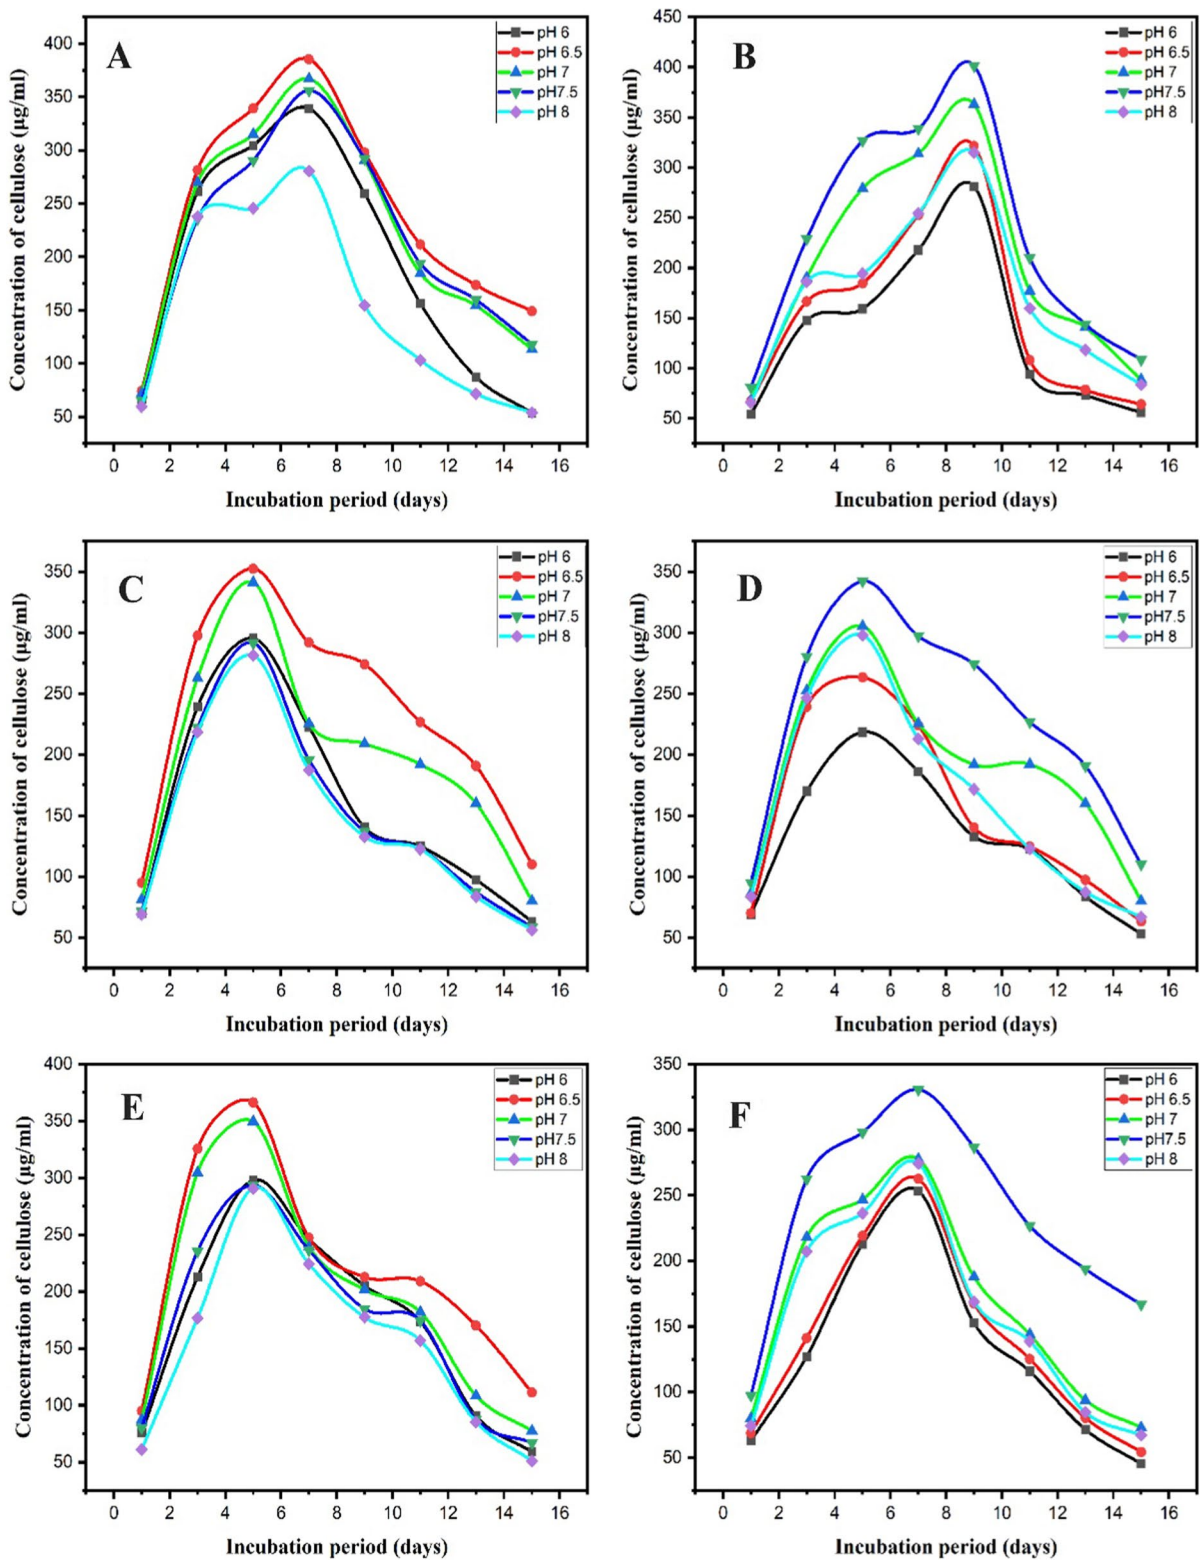 A
pH 6
pH 6.5
pH 7
pH7.5
pH 8
400
350
300
250
200
150
100
50
0 2 4 6 8 10 12 14 16
Concentration of cellulose (µg/ml)
Incubation period (days)
B
pH 6
pH 6.5
pH 7
pH7.5
pH 8
450
400
350
300
250
200
150
100
50
0 2 4 6 8 10 12 14 16
Concentration of cellulose (µg/ml)
Incubation period (days)
C
pH 6
pH 6.5
pH 7
pH7.5
pH 8
350
300
250
200
150
100
50
0 2 4 6 8 10 12 14 16
Concentration of cellulose (µg/ml)
Incubation period (days)
D
pH 6
pH 6.5
pH 7
pH7.5
pH 8
350
300
250
200
150
100
50
0 2 4 6 8 10 12 14 16
Concentration of cellulose (µg/ml)
Incubation period (days)
E
pH 6
pH 6.5
pH 7
pH7.5
pH 8
400
350
300
250
200
150
100
50
0 2 4 6 8 10 12 14 16
Concentration of cellulose (µg/ml)
Incubation period (days)
F
pH 6
pH 6.5
pH 7
pH7.5
pH 8
350
300
250
200
150
100
50
0 2 4 6 8 10 12 14 16
Concentration of cellulose (µg/ml)
Incubation period (days)